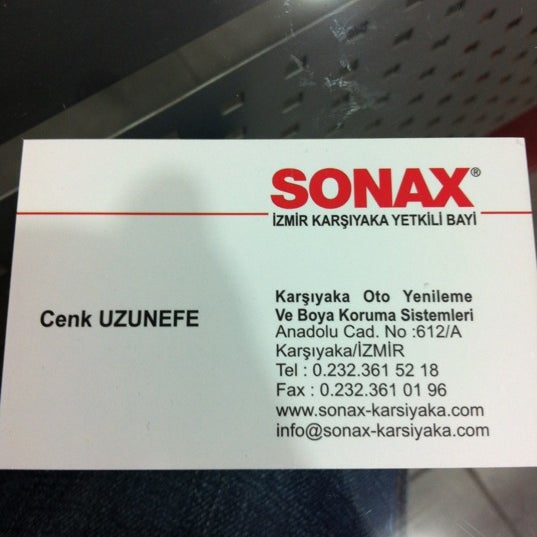 SONAX®
İZMİR KARŞIYAKA YETKİLİ BAYİ
Cenk UZUNEFE
Karşıyaka Oto Yenileme
Ve Boya Koruma Sistemleri
Anadolu Cad. No :612/A
Karşıyaka/İZMİR
Tel : 0.232.361 52 18
Fax : 0.232.361 01 96
www.sonax-karsiyaka.com
info@sonax-karsiyaka.com